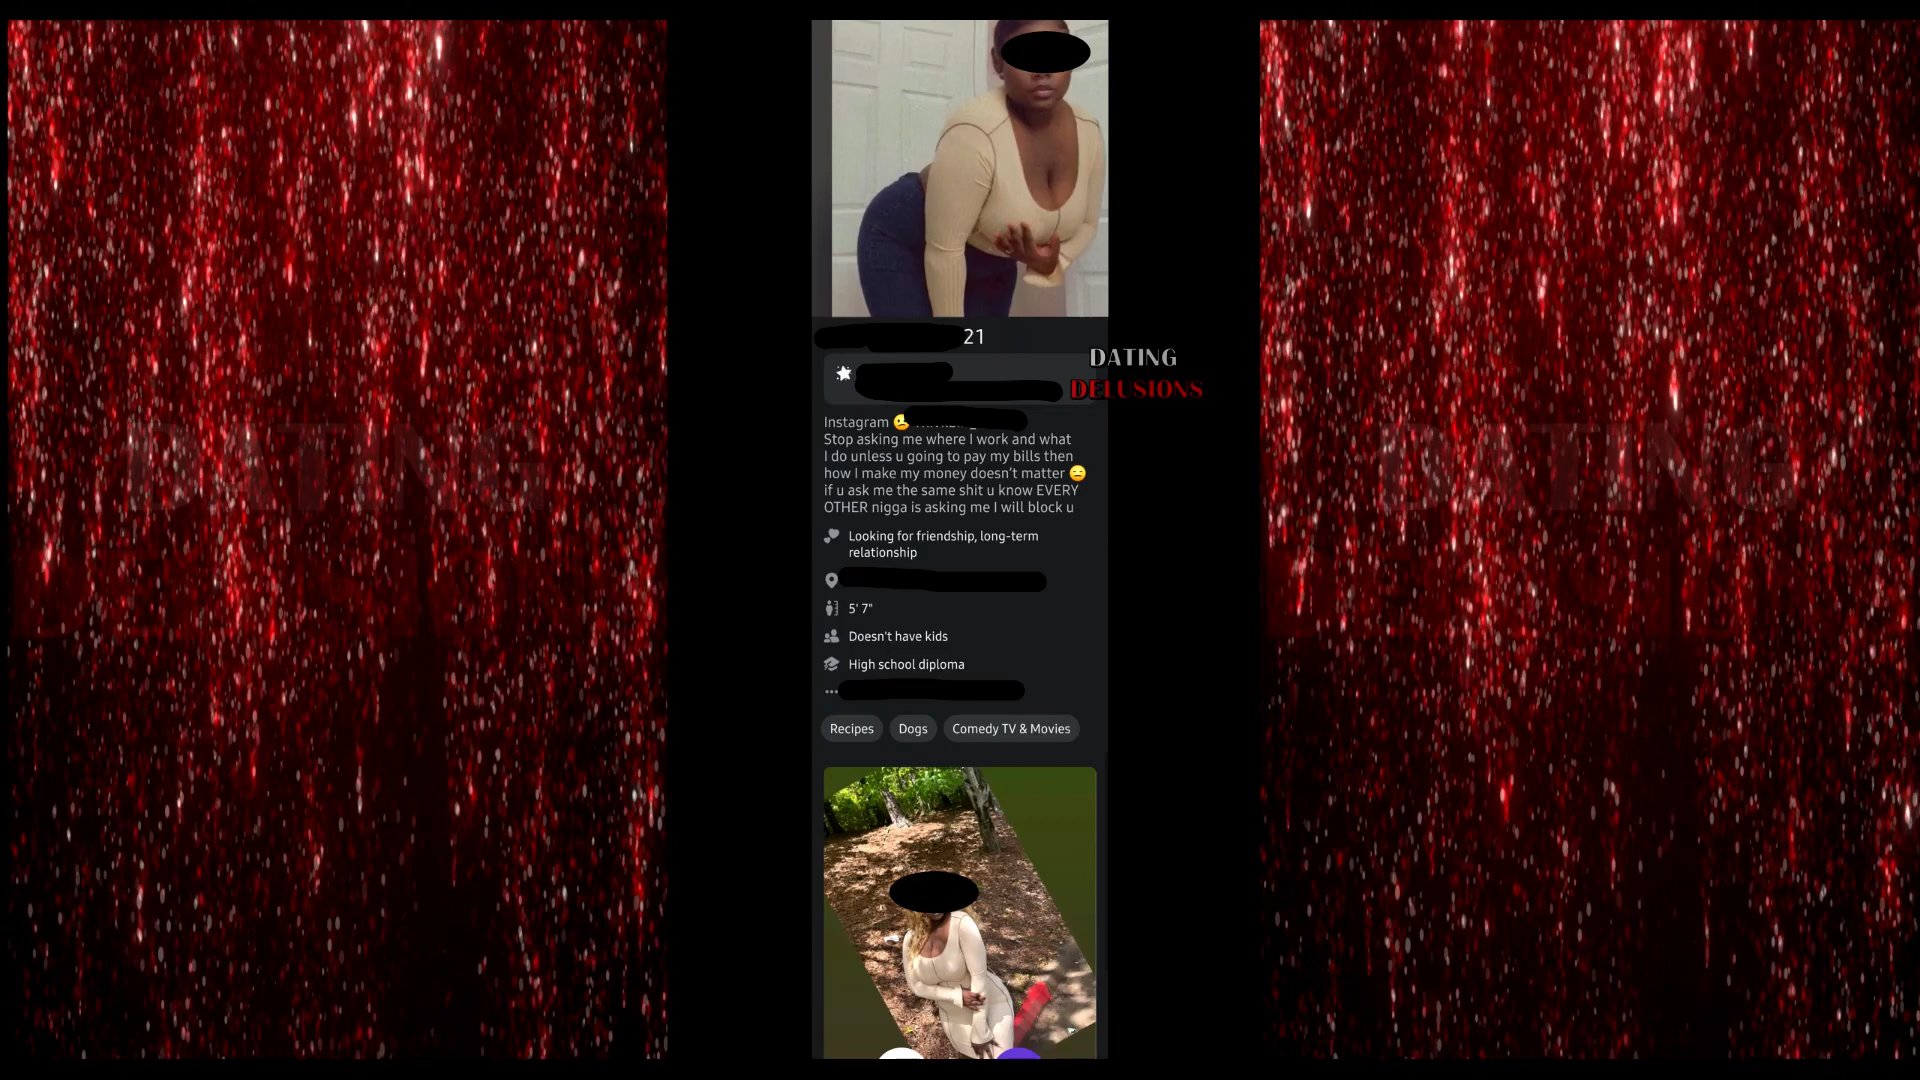 21
DATING
DELUSIONS
Instagram
Stop asking me where I work and what
I do unless u going to pay my bills then
how I make my money doesn't matter 😑
if u ask me the same shit u know EVERY
OTHER nigga is asking me I will block u
Looking for friendship, long-term
relationship
5' 7"
Doesn't have kids
High school diploma
Recipes
Dogs
Comedy TV & Movies
DATING
DATING